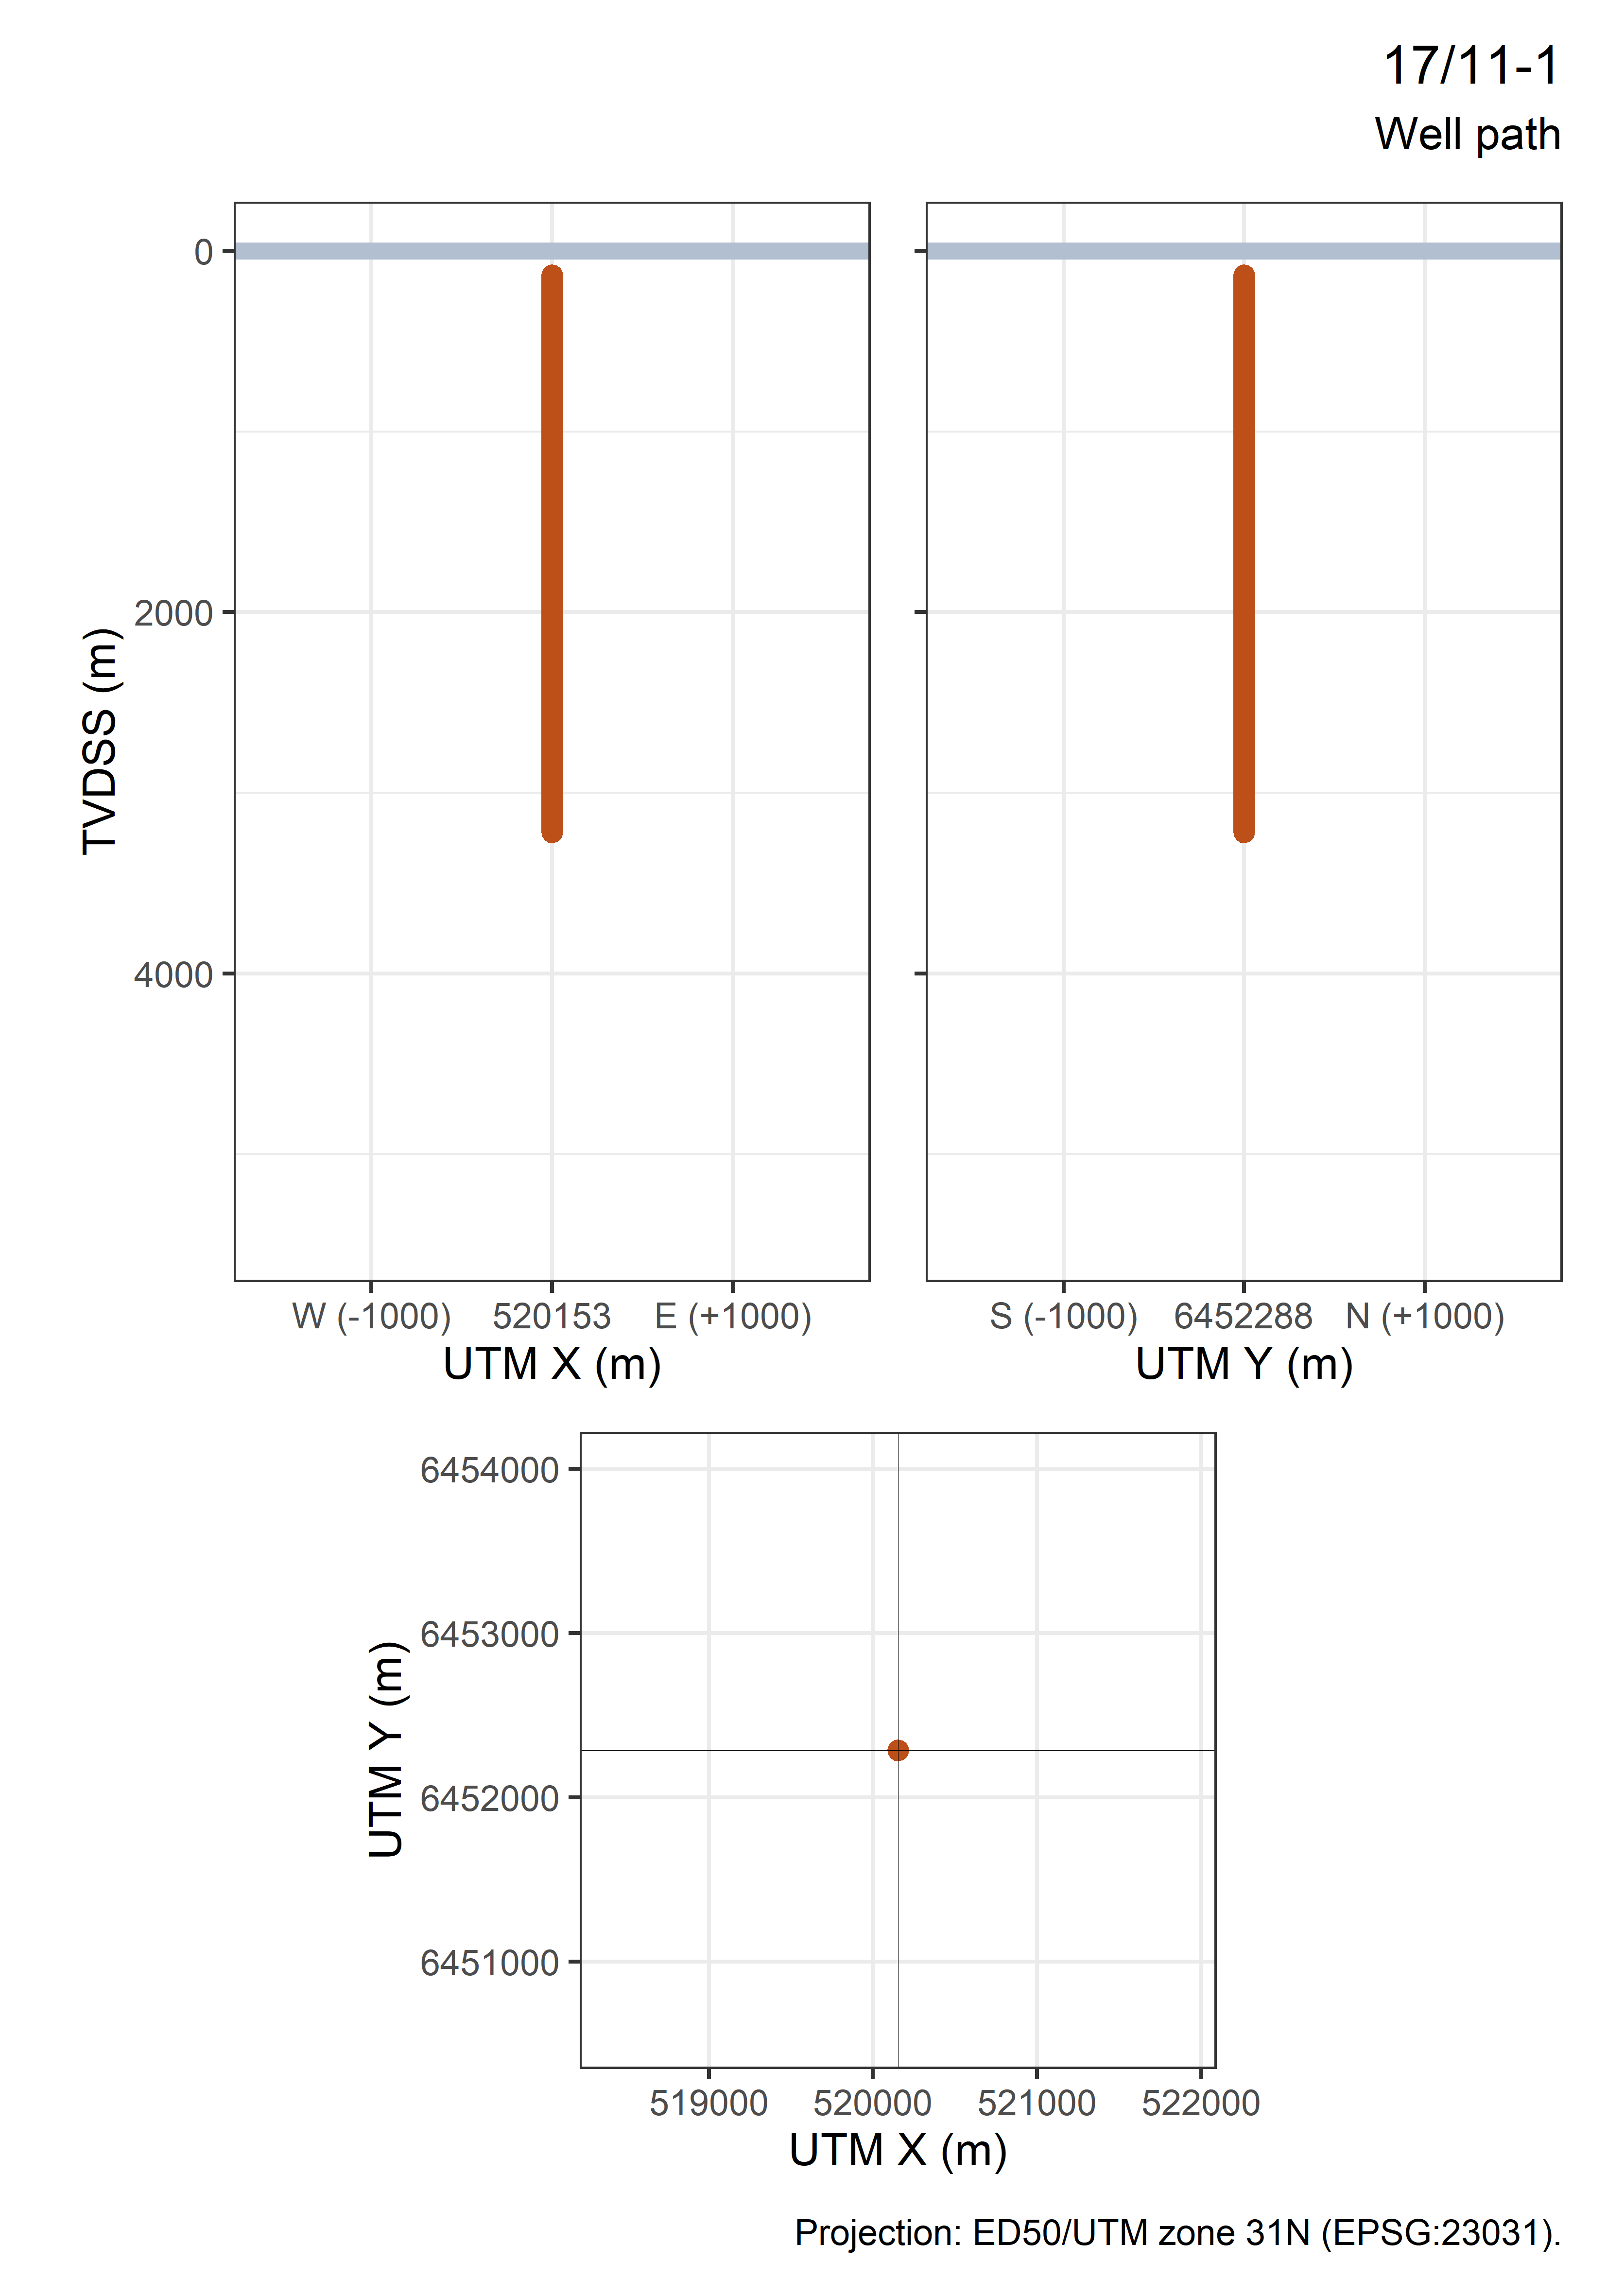 17/11-1
Well path
TVDSS (m)
0
2000
4000
W (-1000) 520153 E (+1000)
UTM X (m)
S (-1000) 6452288 N (+1000)
UTM Y (m)
UTM Y (m)
6454000
6453000
6452000
6451000
519000 520000 521000 522000
UTM X (m)
Projection: ED50/UTM zone 31N (EPSG:23031).